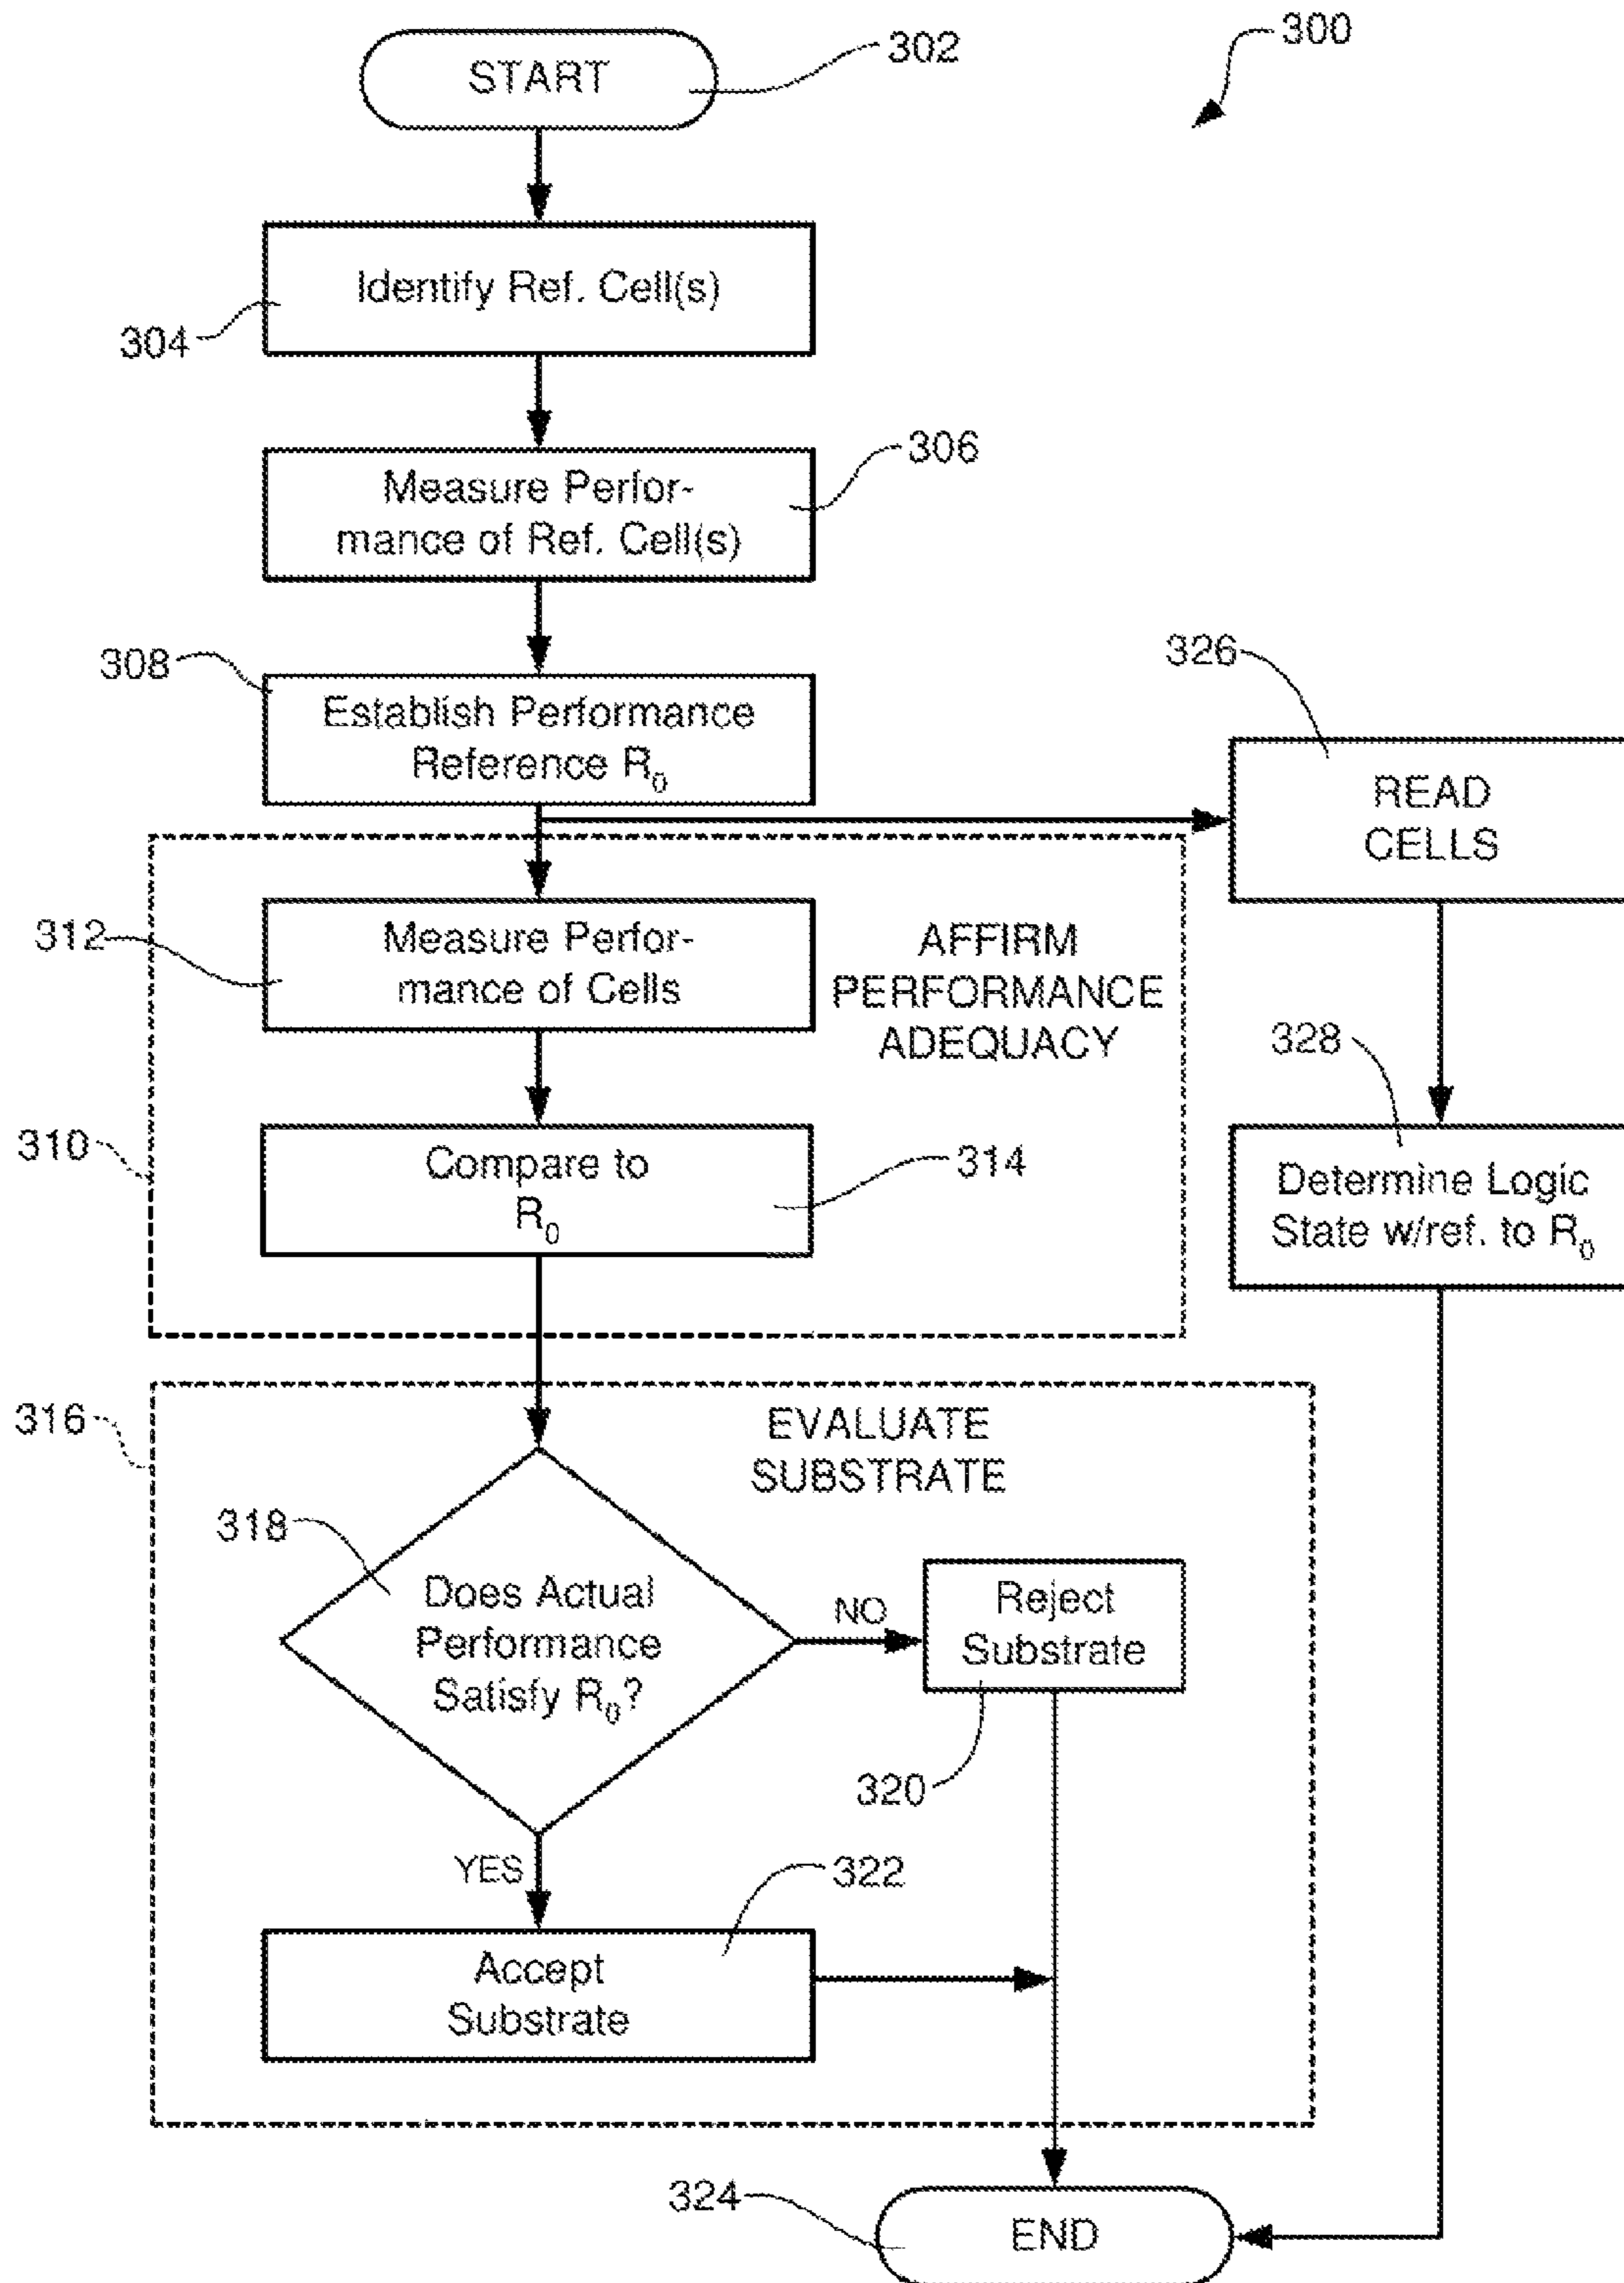 300
START
302
Identify Ref. Cell(s)
304
Measure Perfor-
mance of Ref. Cell(s)
306
308
Establish Performance
Reference R₀
326
READ
CELLS
312
Measure Perfor-
mance of Cells
AFFIRM
PERFORMANCE
ADEQUACY
328
310
Compare to
R₀
314
Determine Logic
State w/ref. to R₀
316
EVALUATE
SUBSTRATE
318
Does Actual
Performance
Satisfy R₀?
NO
Reject
Substrate
320
YES
322
Accept
Substrate
324
END